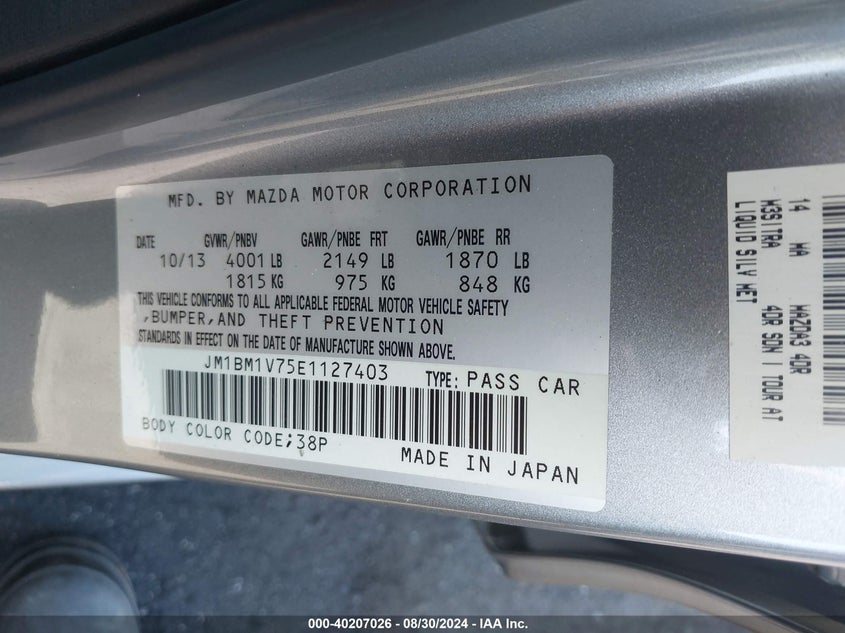 MFD. BY MAZDA MOTOR CORPORATION
DATE GVWR/PNBV GAWR/PNBE FRT GAWR/PNBE RR
10/13 4001 LB 2149 LB 1870 LB
1815 KG 975 KG 848 KG
THIS VEHICLE CONFORMS TO ALL APPLICABLE FEDERAL MOTOR VEHICLE SAFETY
,BUMPER,AND THEFT PREVENTION
STANDARDS IN EFFECT ON THE DATE OF MANUFACTURE SHOWN ABOVE.
JM1BM1V75E1127403 TYPE: PASS CAR
BODY COLOR CODE;38P
MADE IN JAPAN
14 WA MAZDA3 4DR
M3SITRA 4DR SDN I TOUR AT
LIQUID SILV MET
000-40207026 - 08/30/2024 - IAA Inc.